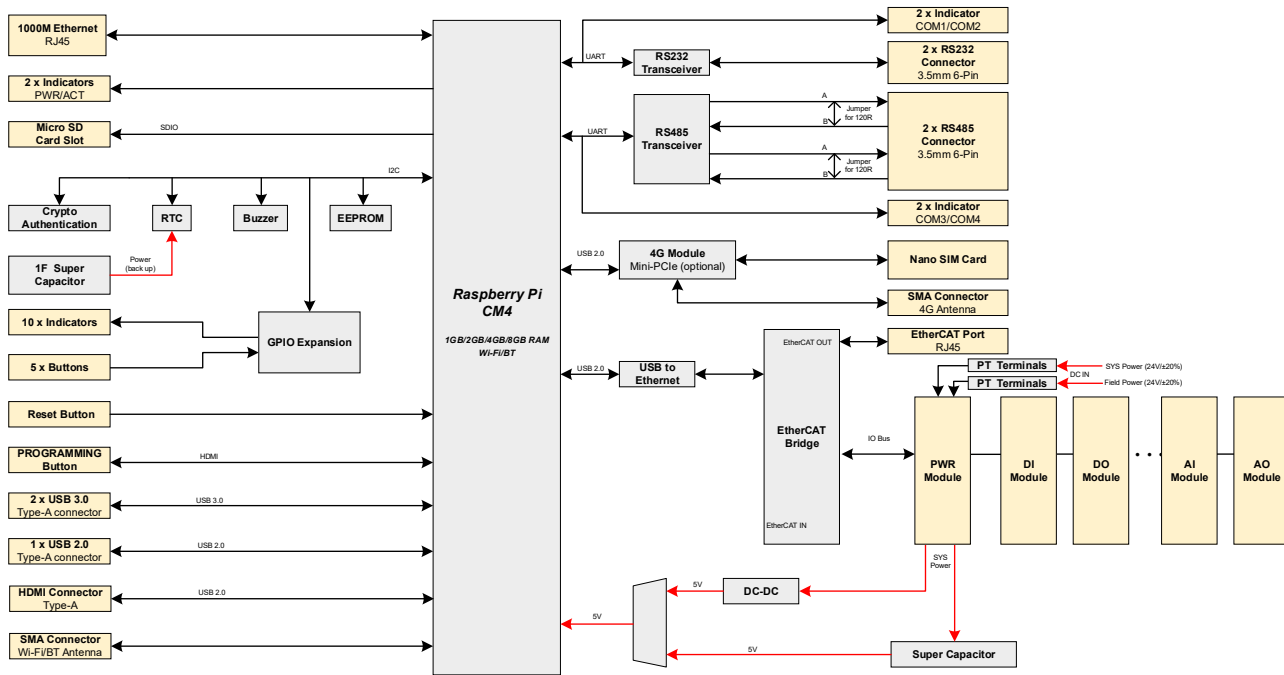 1000M Ethernet
RJ45
2 x Indicators
PWR/ACT
Micro SD
Card Slot
SDIO
I2C
Crypto
Authentication
RTC
Buzzer
EEPROM
Power
(back up)
1F Super
Capacitor
10 x Indicators
GPIO Expansion
5 x Buttons
Reset Button
PROGRAMMING
Button
HDMI
2 x USB 3.0
Type-A connector
USB 3.0
1 x USB 2.0
Type-A connector
USB 2.0
HDMI Connector
Type-A
USB 2.0
SMA Connector
Wi-Fi/BT Antenna
Raspberry Pi
CM4
1GB/2GB/4GB/8GB RAM
Wi-Fi/BT
2 x Indicator
COM1/COM2
UART
RS232
Transceiver
2 x RS232
Connector
3.5mm 6-Pin
UART
RS485
Transceiver
A
Jumper
for 120R
B
A
Jumper
for 120R
B
2 x RS485
Connector
3.5mm 6-Pin
2 x Indicator
COM3/COM4
USB 2.0
4G Module
Mini-PCIe (optional)
Nano SIM Card
SMA Connector
4G Antenna
EtherCAT OUT
EtherCAT Port
RJ45
USB 2.0
USB to
Ethernet
PT Terminals
SYS Power (24V/±20%)
DC IN
PT Terminals
Field Power (24V/±20%)
EtherCAT
Bridge
IO Bus
EtherCAT IN
PWR
Module
DI
Module
DO
Module
AI
Module
AO
Module
SYS
Power
5V
DC-DC
5V
5V
Super Capacitor